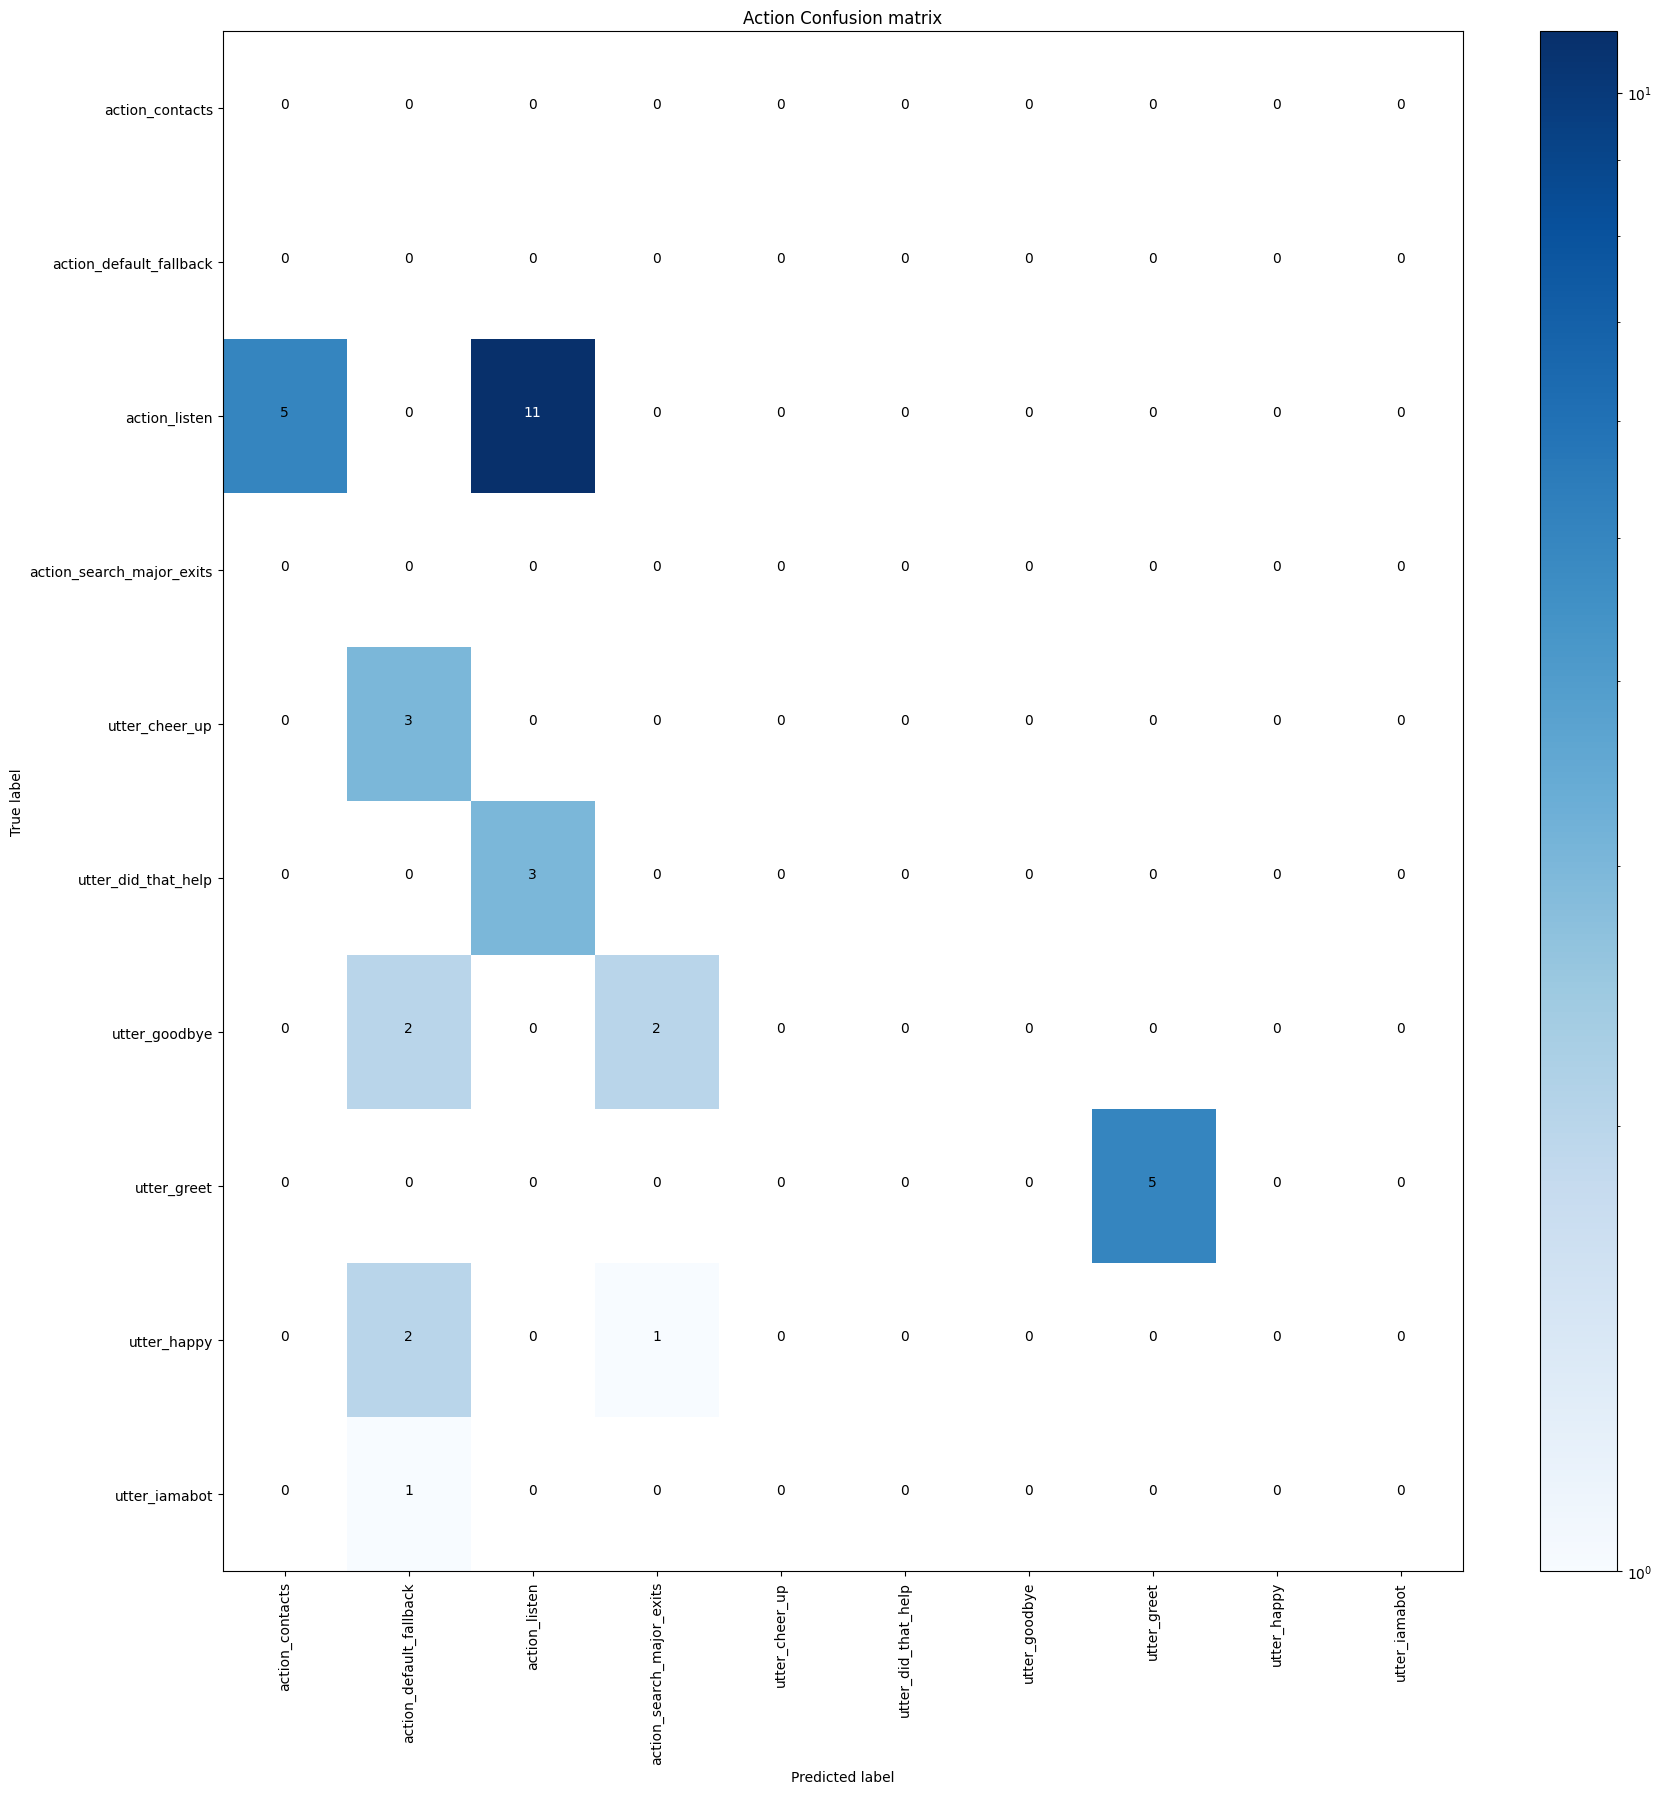 Action Confusion matrix
action_contacts 0 0 0 0 0 0 0 0 0 0
action_default_fallback 0 0 0 0 0 0 0 0 0 0
action_listen 5 0 11 0 0 0 0 0 0 0
action_search_major_exits 0 0 0 0 0 0 0 0 0 0
utter_cheer_up 0 3 0 0 0 0 0 0 0 0
utter_did_that_help 0 0 3 0 0 0 0 0 0 0
utter_goodbye 0 2 0 2 0 0 0 0 0 0
utter_greet 0 0 0 0 0 0 0 5 0 0
utter_happy 0 2 0 1 0 0 0 0 0 0
utter_iamabot 0 1 0 0 0 0 0 0 0 0
True label
action_contacts
action_default_fallback
action_listen
action_search_major_exits
utter_cheer_up
utter_did_that_help
utter_goodbye
utter_greet
utter_happy
utter_iamabot
Predicted label
10¹
10⁰